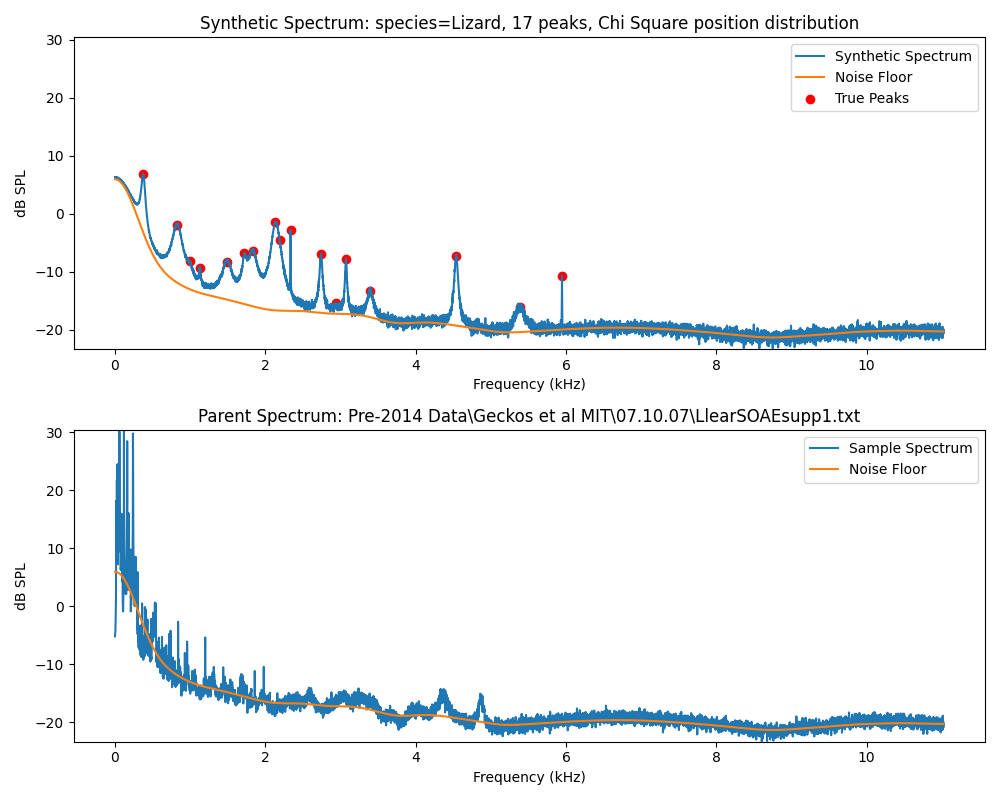 Synthetic Spectrum: species=Lizard, 17 peaks, Chi Square position distribution
30
20
10
0
−10
−20
dB SPL
Synthetic Spectrum
Noise Floor
True Peaks
0 2 4 6 8 10
Frequency (kHz)
Parent Spectrum: Pre-2014 Data\Geckos et al MIT\07.10.07\LlearSOAEsupp1.txt
30
20
10
0
−10
−20
dB SPL
Sample Spectrum
Noise Floor
0 2 4 6 8 10
Frequency (kHz)